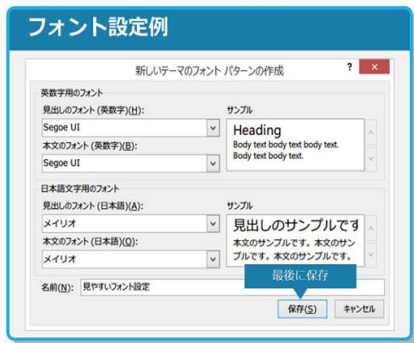 フォント設定例
新しいテーマのフォント パターンの作成
?
×
英数字用のフォント
見出しのフォント (英数字)(H):
Segoe UI
本文のフォント (英数字)(B):
Segoe UI
サンプル
Heading
Body text body text body text.
Body text body text.
日本語文字用のフォント
見出しのフォント (日本語)(A):
メイリオ
本文のフォント (日本語)(O):
メイリオ
サンプル
見出しのサンプルです
本文のサンプルです。本文のサン
プルです。本文のサンプルです。
最後に保存
名前(N): 見やすいフォント設定
保存(S) キャンセル